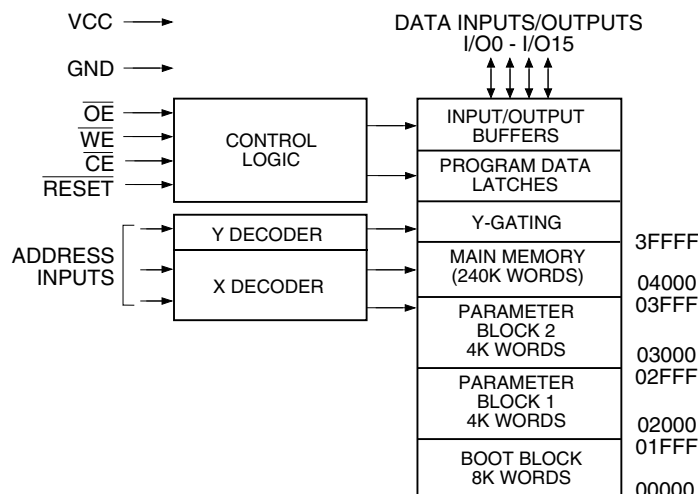 VCC
GND
OE
WE
CE
RESET
ADDRESS
INPUTS
CONTROL
LOGIC
Y DECODER
X DECODER
DATA INPUTS/OUTPUTS
I/O0 - I/O15
INPUT/OUTPUT
BUFFERS
PROGRAM DATA
LATCHES
Y-GATING
MAIN MEMORY
(240K WORDS)
PARAMETER
BLOCK 2
4K WORDS
PARAMETER
BLOCK 1
4K WORDS
BOOT BLOCK
8K WORDS
3FFFF
04000
03FFF
03000
02FFF
02000
01FFF
00000